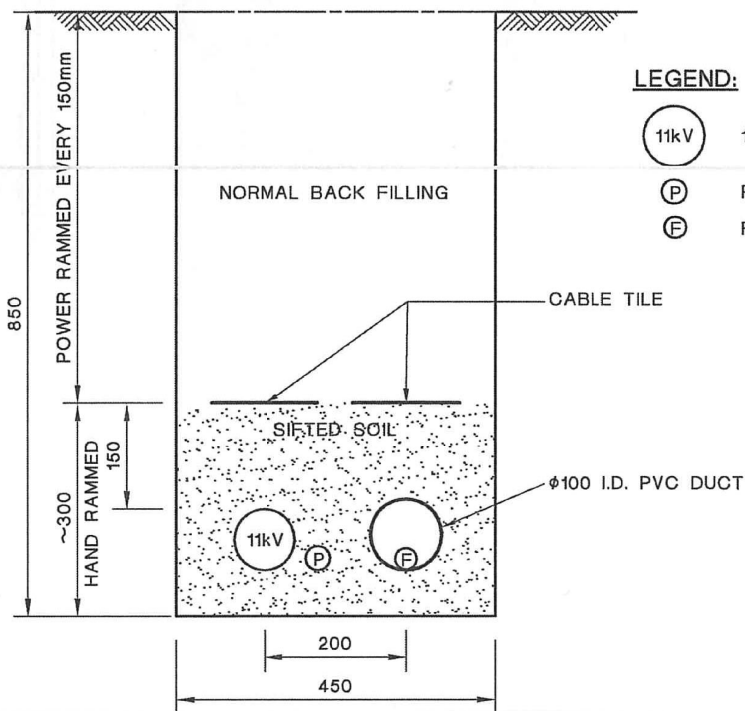 POWER RAMMED EVERY 150mm
850
NORMAL BACK FILLING
LEGEND:
11kV
P
F
CABLE TILE
SIFTED SOIL
150
~300
HAND RAMMED
φ100 I.D. PVC DUCT
11kV
P
F
200
450